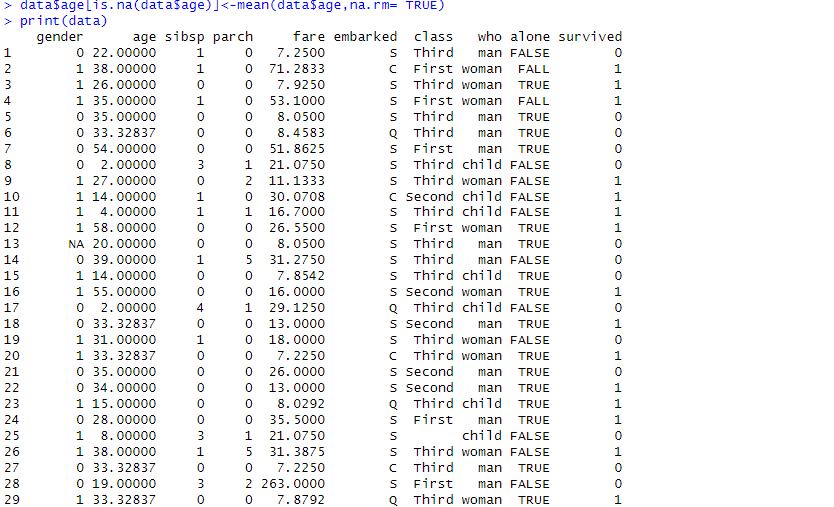 > data$age[is.na(data$age)]<-mean(data$age,na.rm= TRUE)
> print(data)
   gender      age sibsp parch     fare embarked  class   who alone survived
1       0 22.00000     1     0   7.2500        S  Third   man FALSE        0
2       1 38.00000     1     0  71.2833        C  First woman  FALL        1
3       1 26.00000     0     0   7.9250        S  Third woman  TRUE        1
4       1 35.00000     1     0  53.1000        S  First woman  FALL        1
5       0 35.00000     0     0   8.0500        S  Third   man  TRUE        0
6       0 33.32837     0     0   8.4583        Q  Third   man  TRUE        0
7       0 54.00000     0     0  51.8625        S  First   man  TRUE        0
8       0  2.00000     3     1  21.0750        S  Third child FALSE        0
9       1 27.00000     0     2  11.1333        S  Third woman FALSE        1
10      1 14.00000     1     0  30.0708        C Second child FALSE        1
11      1  4.00000     1     1  16.7000        S  Third child FALSE        1
12      1 58.00000     0     0  26.5500        S  First woman  TRUE        1
13     NA 20.00000     0     0   8.0500        S  Third   man  TRUE        0
14      0 39.00000     1     5  31.2750        S  Third   man FALSE        0
15      1 14.00000     0     0   7.8542        S  Third child  TRUE        0
16      1 55.00000     0     0  16.0000        S Second woman  TRUE        1
17      0  2.00000     4     1  29.1250        Q  Third child FALSE        0
18      0 33.32837     0     0  13.0000        S Second   man  TRUE        1
19      1 31.00000     1     0  18.0000        S  Third woman FALSE        0
20      1 33.32837     0     0   7.2250        C  Third woman  TRUE        1
21      0 35.00000     0     0  26.0000        S Second   man  TRUE        0
22      0 34.00000     0     0  13.0000        S Second   man  TRUE        1
23      1 15.00000     0     0   8.0292        Q  Third child  TRUE        1
24      0 28.00000     0     0  35.5000        S  First   man  TRUE        1
25      1  8.00000     3     1  21.0750        S        child FALSE        0
26      1 38.00000     1     5  31.3875        S  Third woman FALSE        1
27      0 33.32837     0     0   7.2250        C  Third   man  TRUE        0
28      0 19.00000     3     2 263.0000        S  First   man FALSE        0
29      1 33.32837     0     0   7.8792        Q  Third woman  TRUE        1